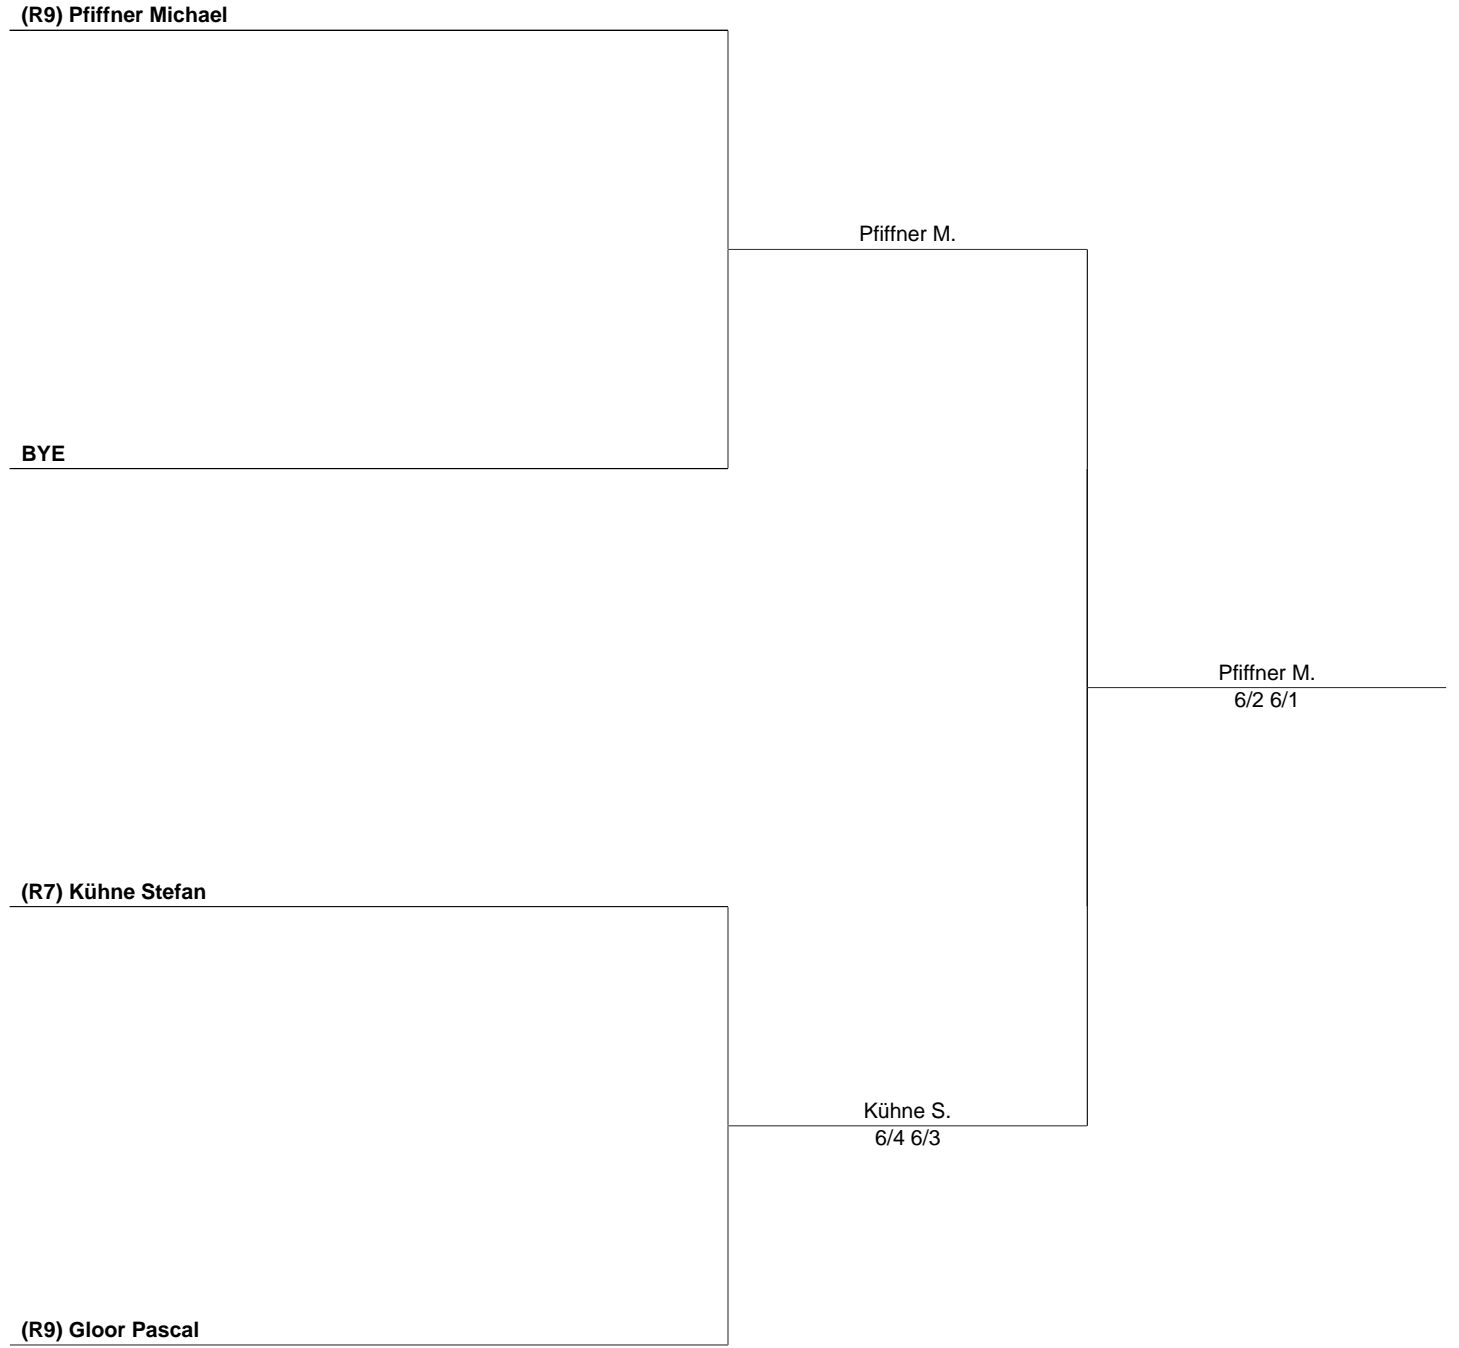 (R9) Pfiffner Michael
Pfiffner M.
BYE
Pfiffner M.
6/2 6/1
(R7) Kühne Stefan
Kühne S.
6/4 6/3
(R9) Gloor Pascal